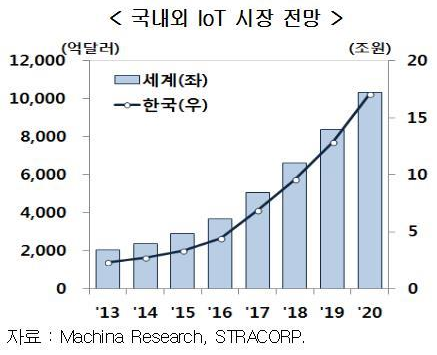 < 국내외 IoT 시장 전망 >
(억달러) (조원)
세계(좌)
한국(우)
12,000 20
10,000
8,000 15
6,000 10
4,000
2,000 5
0 0
'13 '14 '15 '16 '17 '18 '19 '20
자료 : Machina Research, STRACORP.